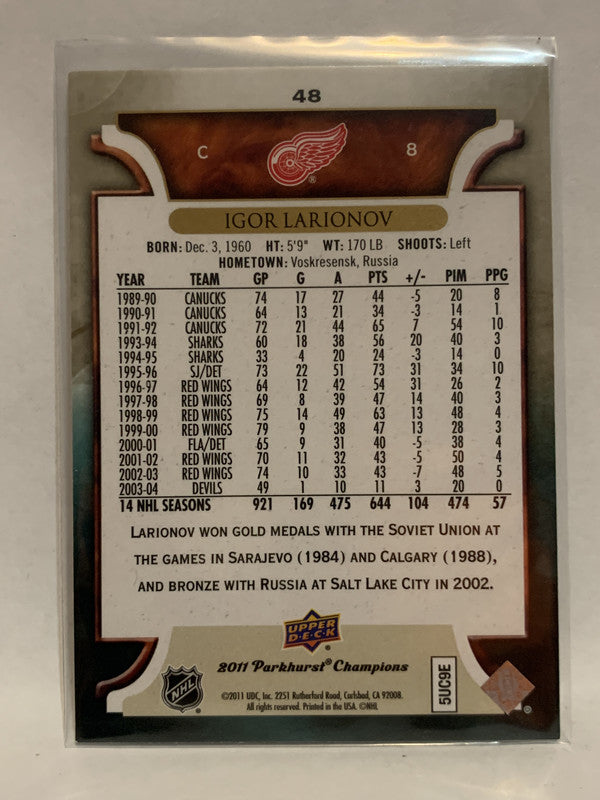 48
C 8
®
IGOR LARIONOV
BORN: Dec. 3, 1960 HT: 5'9" WT: 170 LB SHOOTS: Left
HOMETOWN: Voskresensk, Russia
YEAR TEAM GP G A PTS +/- PIM PPG
1989-90 CANUCKS 74 17 27 44 -5 20 8
1990-91 CANUCKS 64 13 21 34 -3 14 1
1991-92 CANUCKS 72 21 44 65 7 54 10
1993-94 SHARKS 60 18 38 56 20 40 3
1994-95 SHARKS 33 4 20 24 -3 14 0
1995-96 SJ/DET 73 22 51 73 31 34 10
1996-97 RED WINGS 64 12 42 54 31 26 2
1997-98 RED WINGS 69 8 39 47 14 40 3
1998-99 RED WINGS 75 14 49 63 13 48 4
1999-00 RED WINGS 79 9 38 47 13 28 3
2000-01 FLA/DET 65 9 31 40 -5 38 4
2001-02 RED WINGS 70 11 32 43 -5 50 4
2002-03 RED WINGS 74 10 33 43 -7 48 5
2003-04 DEVILS 49 1 10 11 3 20 0
14 NHL SEASONS 921 169 475 644 104 474 57
LARIONOV WON GOLD MEDALS WITH THE SOVIET UNION AT
THE GAMES IN SARAJEVO (1984) AND CALGARY (1988),
AND BRONZE WITH RUSSIA AT SALT LAKE CITY IN 2002.
UPPER
D·E·C·K
®
2011 Parkhurst® Champions
NHL
©2011 UDC, Inc. 2251 Rutherford Road, Carlsbad, CA 92008.
All rights reserved. Printed in the USA. ©NHL
5UC9E
®